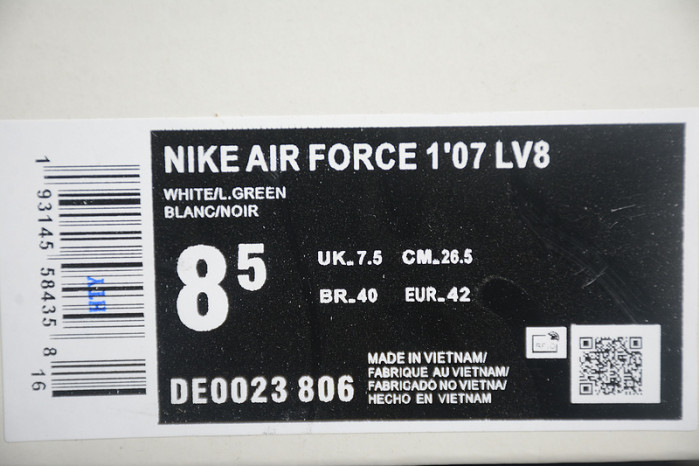 NIKE AIR FORCE 1'07 LV8
WHITE/L.GREEN
BLANC/NOIR
8⁵
UK-7.5 CM-26.5
BR-40 EUR-42
MADE IN VIETNAM/
FABRIQUE AU VIETNAM/
FABRICADO NO VIETNA/
HECHO EN VIETNAM
DE0023 806
1 93145 58435 8 16
HTY